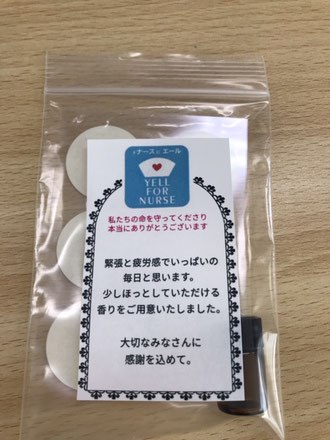 ナースに エール
YELL
FOR
NURSE
私たちの命を守ってくださり
本当にありがとうございます
緊張と疲労感でいっぱいの
毎日と思います。
少しほっとしていただける
香りをご用意いたしました。
大切なみなさんに
感謝を込めて。